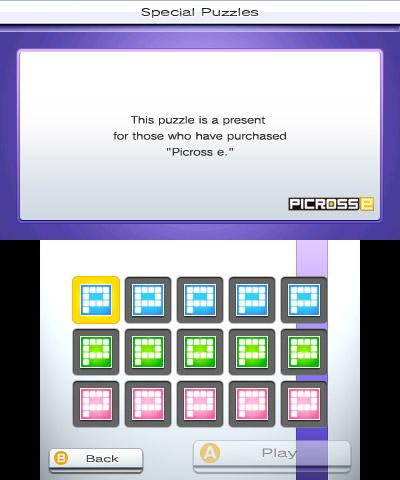 Special Puzzles
This puzzle is a present
for those who have purchased
"Picross e."
PICROSS e
B Back
A Play